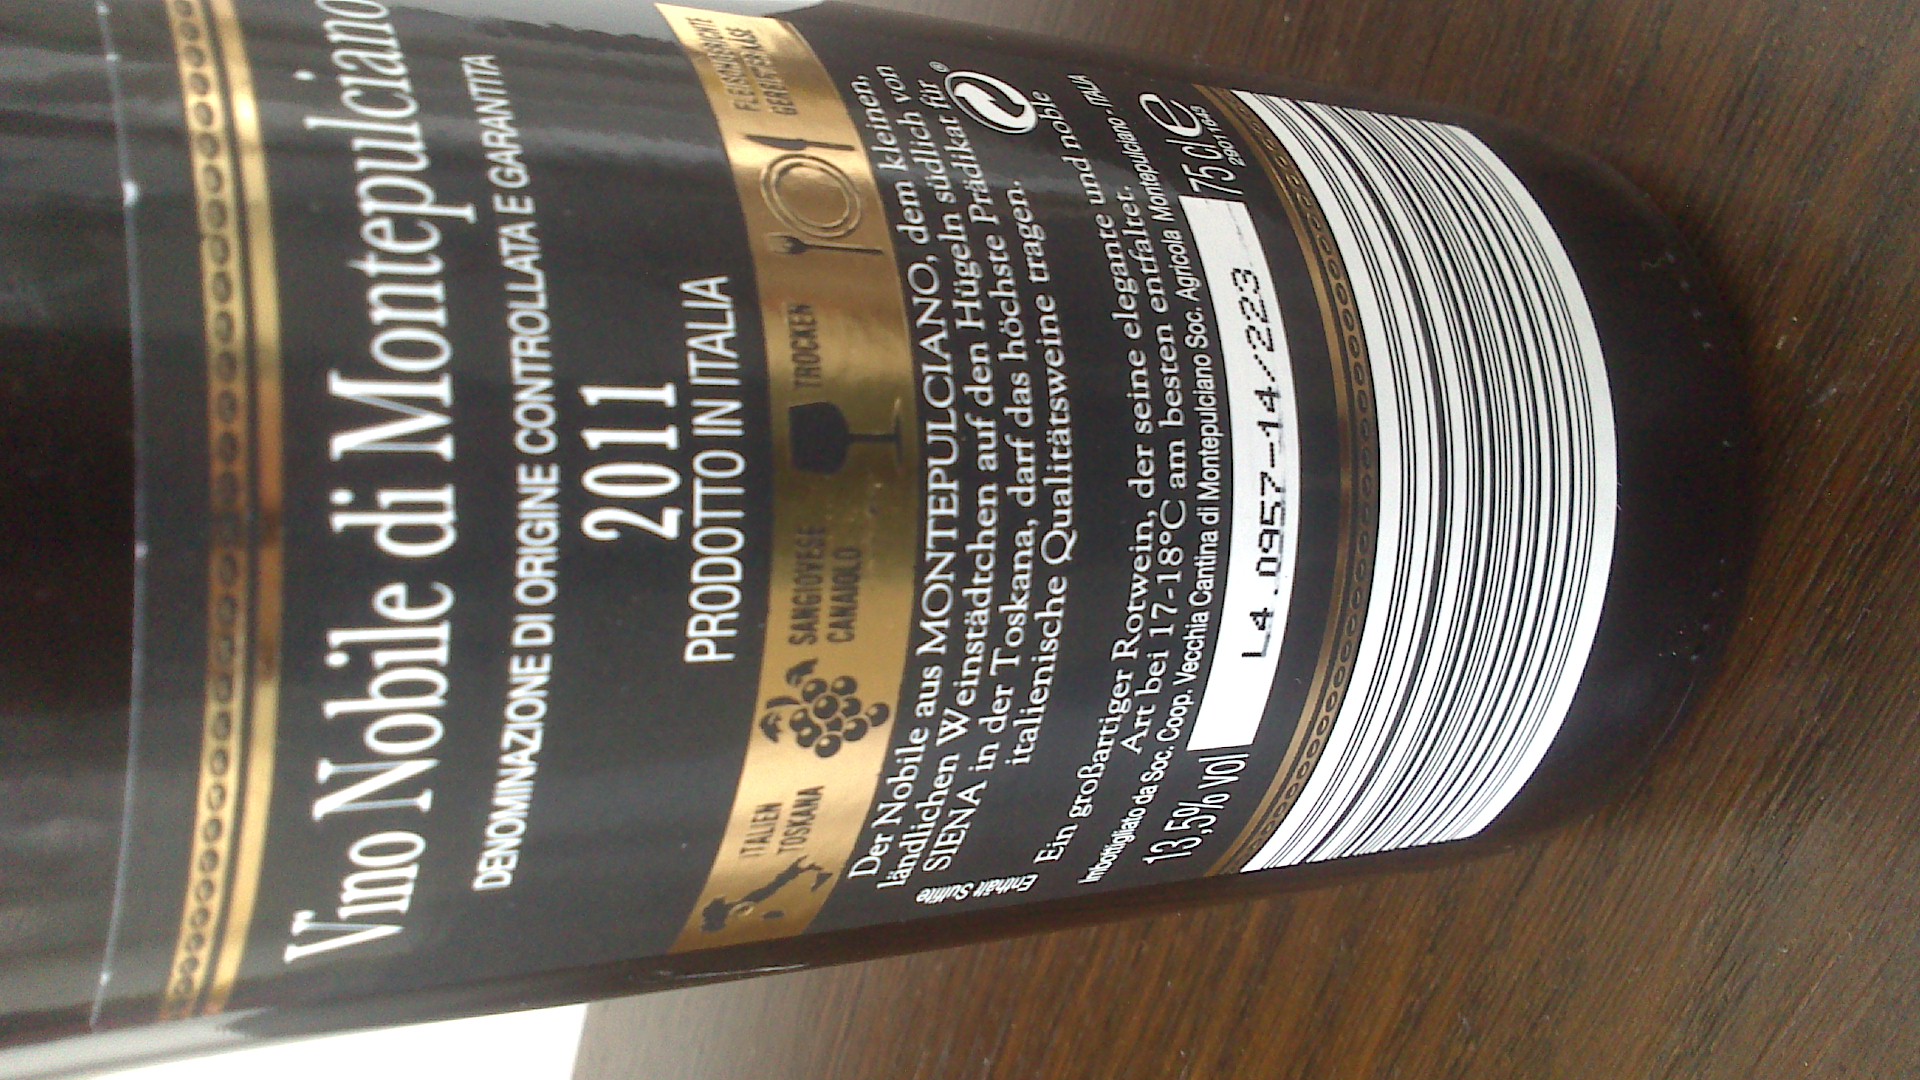 Vino Nobile di Montepulciano
DENOMINAZIONE DI ORIGINE CONTROLLATA E GARANTITA
2011
PRODOTTO IN ITALIA
ITALIEN
TOSKANA
SANGIOVESE
CANAIOLO
TROCKEN
FLEISCHGERICHTE
GEREIFTER KÄSE
Der Nobile aus MONTEPULCIANO, dem kleinen,
ländlichen Weinstädtchen auf den Hügeln südlich von
SIENA in der Toskana, darf das höchste Prädikat für
italienische Qualitätsweine tragen.
Enthält Sulfite
Ein großartiger Rotwein, der seine elegante und noble
Art bei 17-18°C am besten entfaltet.
Imbottigliato da Soc. Coop. Vecchia Cantina di Montepulciano Soc. Agricola Montepulciano - ITALIA
13,5% vol
L4.0957-14/223
75 cl e